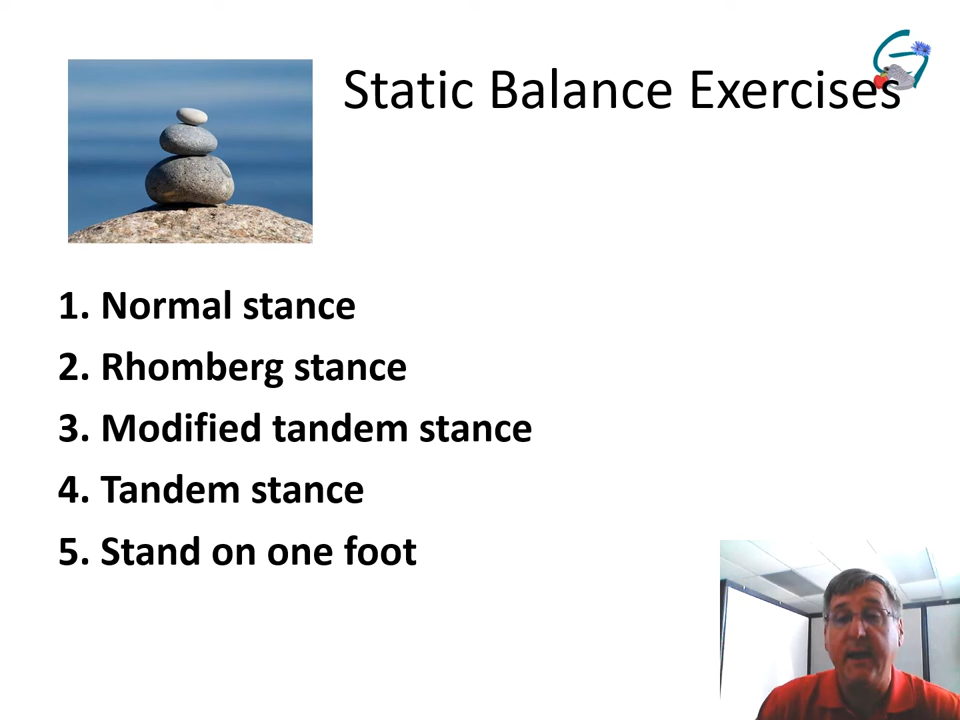 Static Balance Exercises
1. Normal stance
2. Rhomberg stance
3. Modified tandem stance
4. Tandem stance
5. Stand on one foot